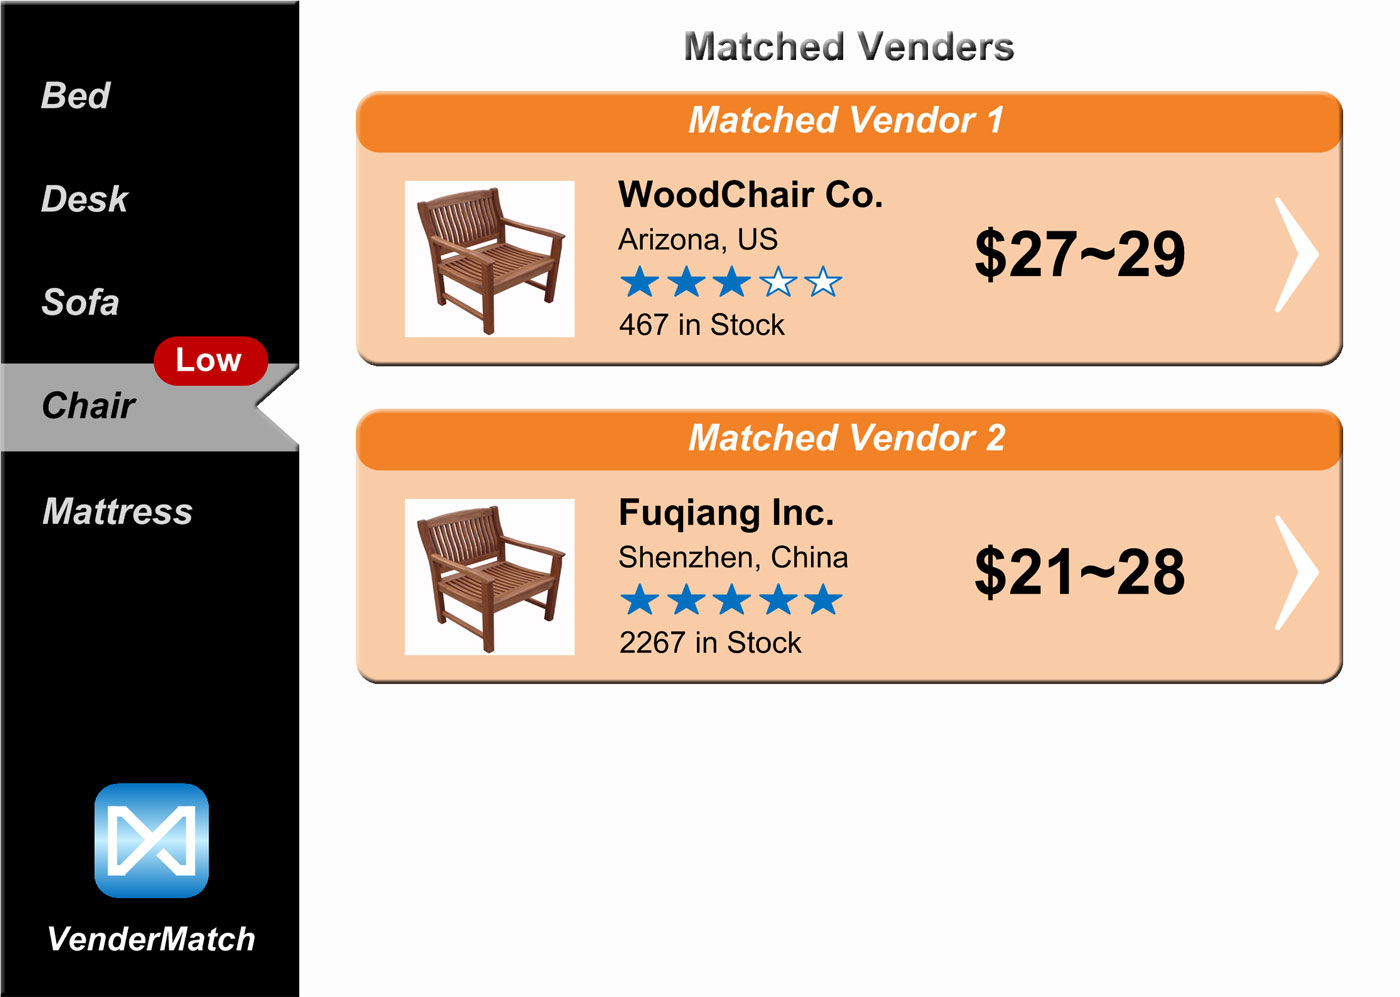 Matched Venders
Bed
Desk
Sofa
Low
Chair
Mattress
VenderMatch
Matched Vendor 1
WoodChair Co.
Arizona, US
467 in Stock
$27~29
Matched Vendor 2
Fuqiang Inc.
Shenzhen, China
2267 in Stock
$21~28